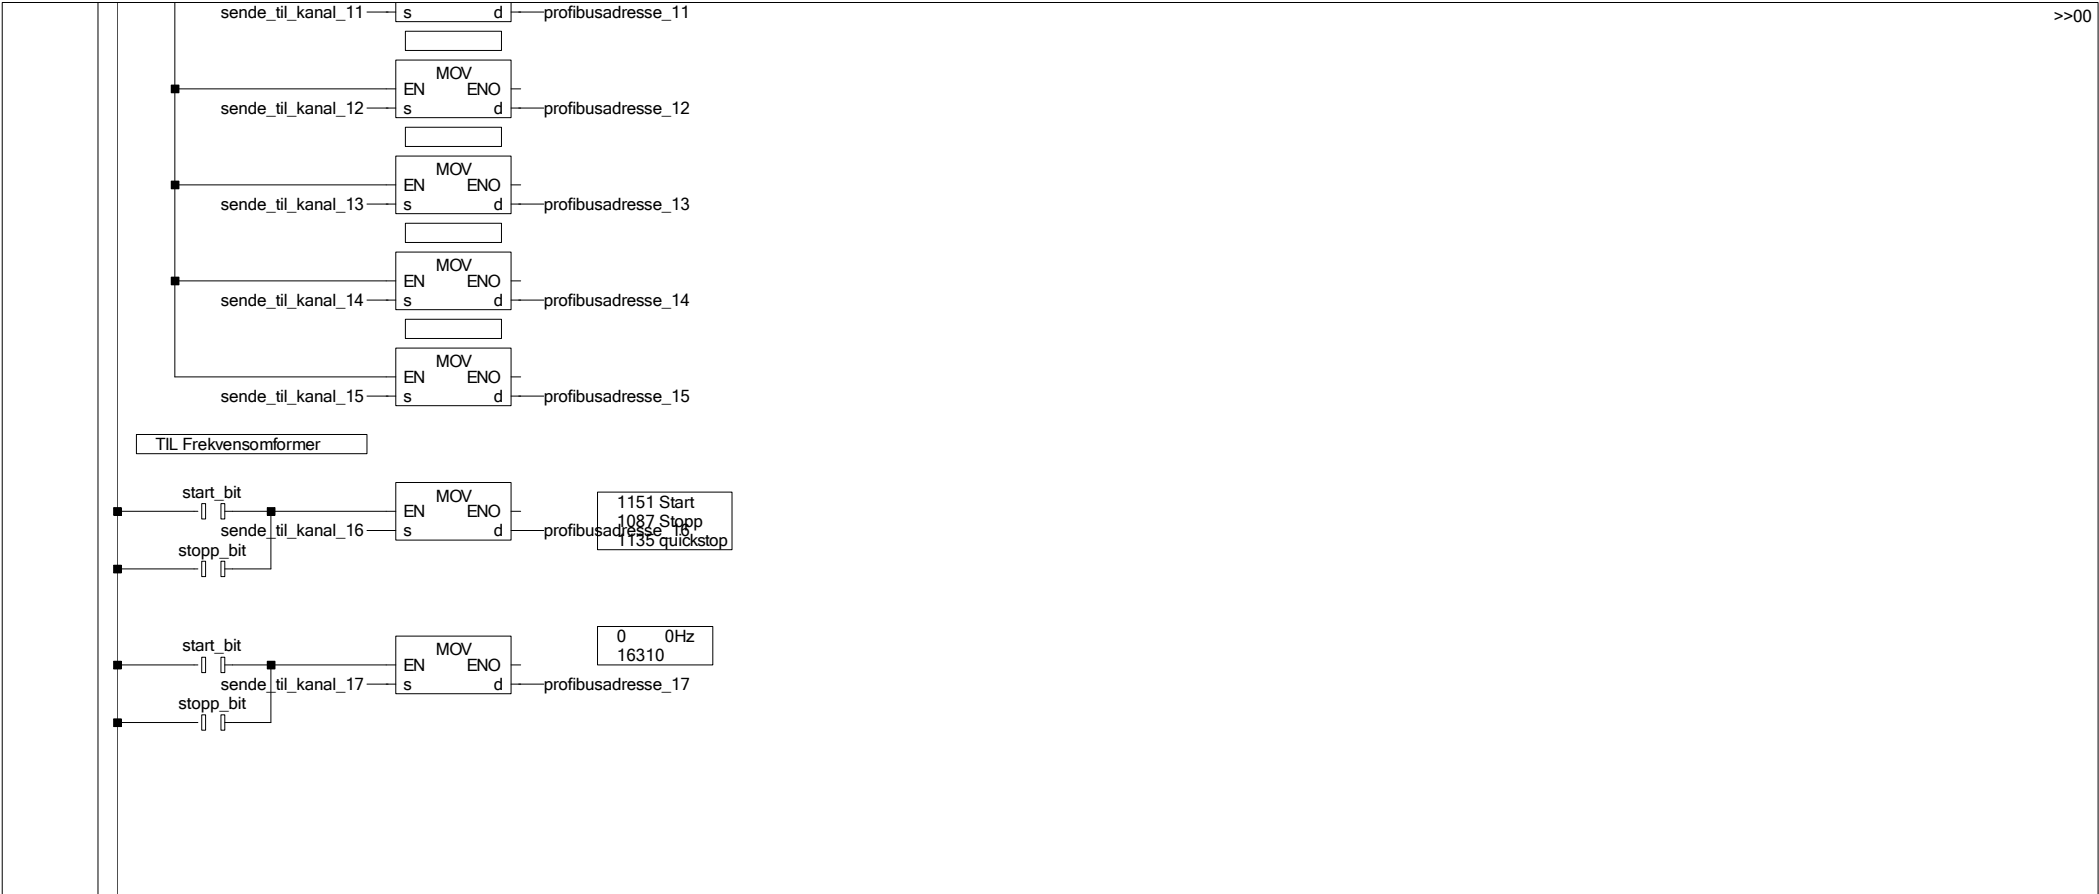 sende_til_kanal_11 s d profibusadresse_11
>>00
MOV
EN ENO
sende_til_kanal_12 s d profibusadresse_12
MOV
EN ENO
sende_til_kanal_13 s d profibusadresse_13
MOV
EN ENO
sende_til_kanal_14 s d profibusadresse_14
MOV
EN ENO
sende_til_kanal_15 s d profibusadresse_15
TIL Frekvensomformer
start_bit
MOV
EN ENO
sende_til_kanal_16 s d profibusadresse_16
stopp_bit
1151 Start
1087 Stopp
1135 quickstop
start_bit
MOV
EN ENO
sende_til_kanal_17 s d profibusadresse_17
stopp_bit
0 0Hz
16310